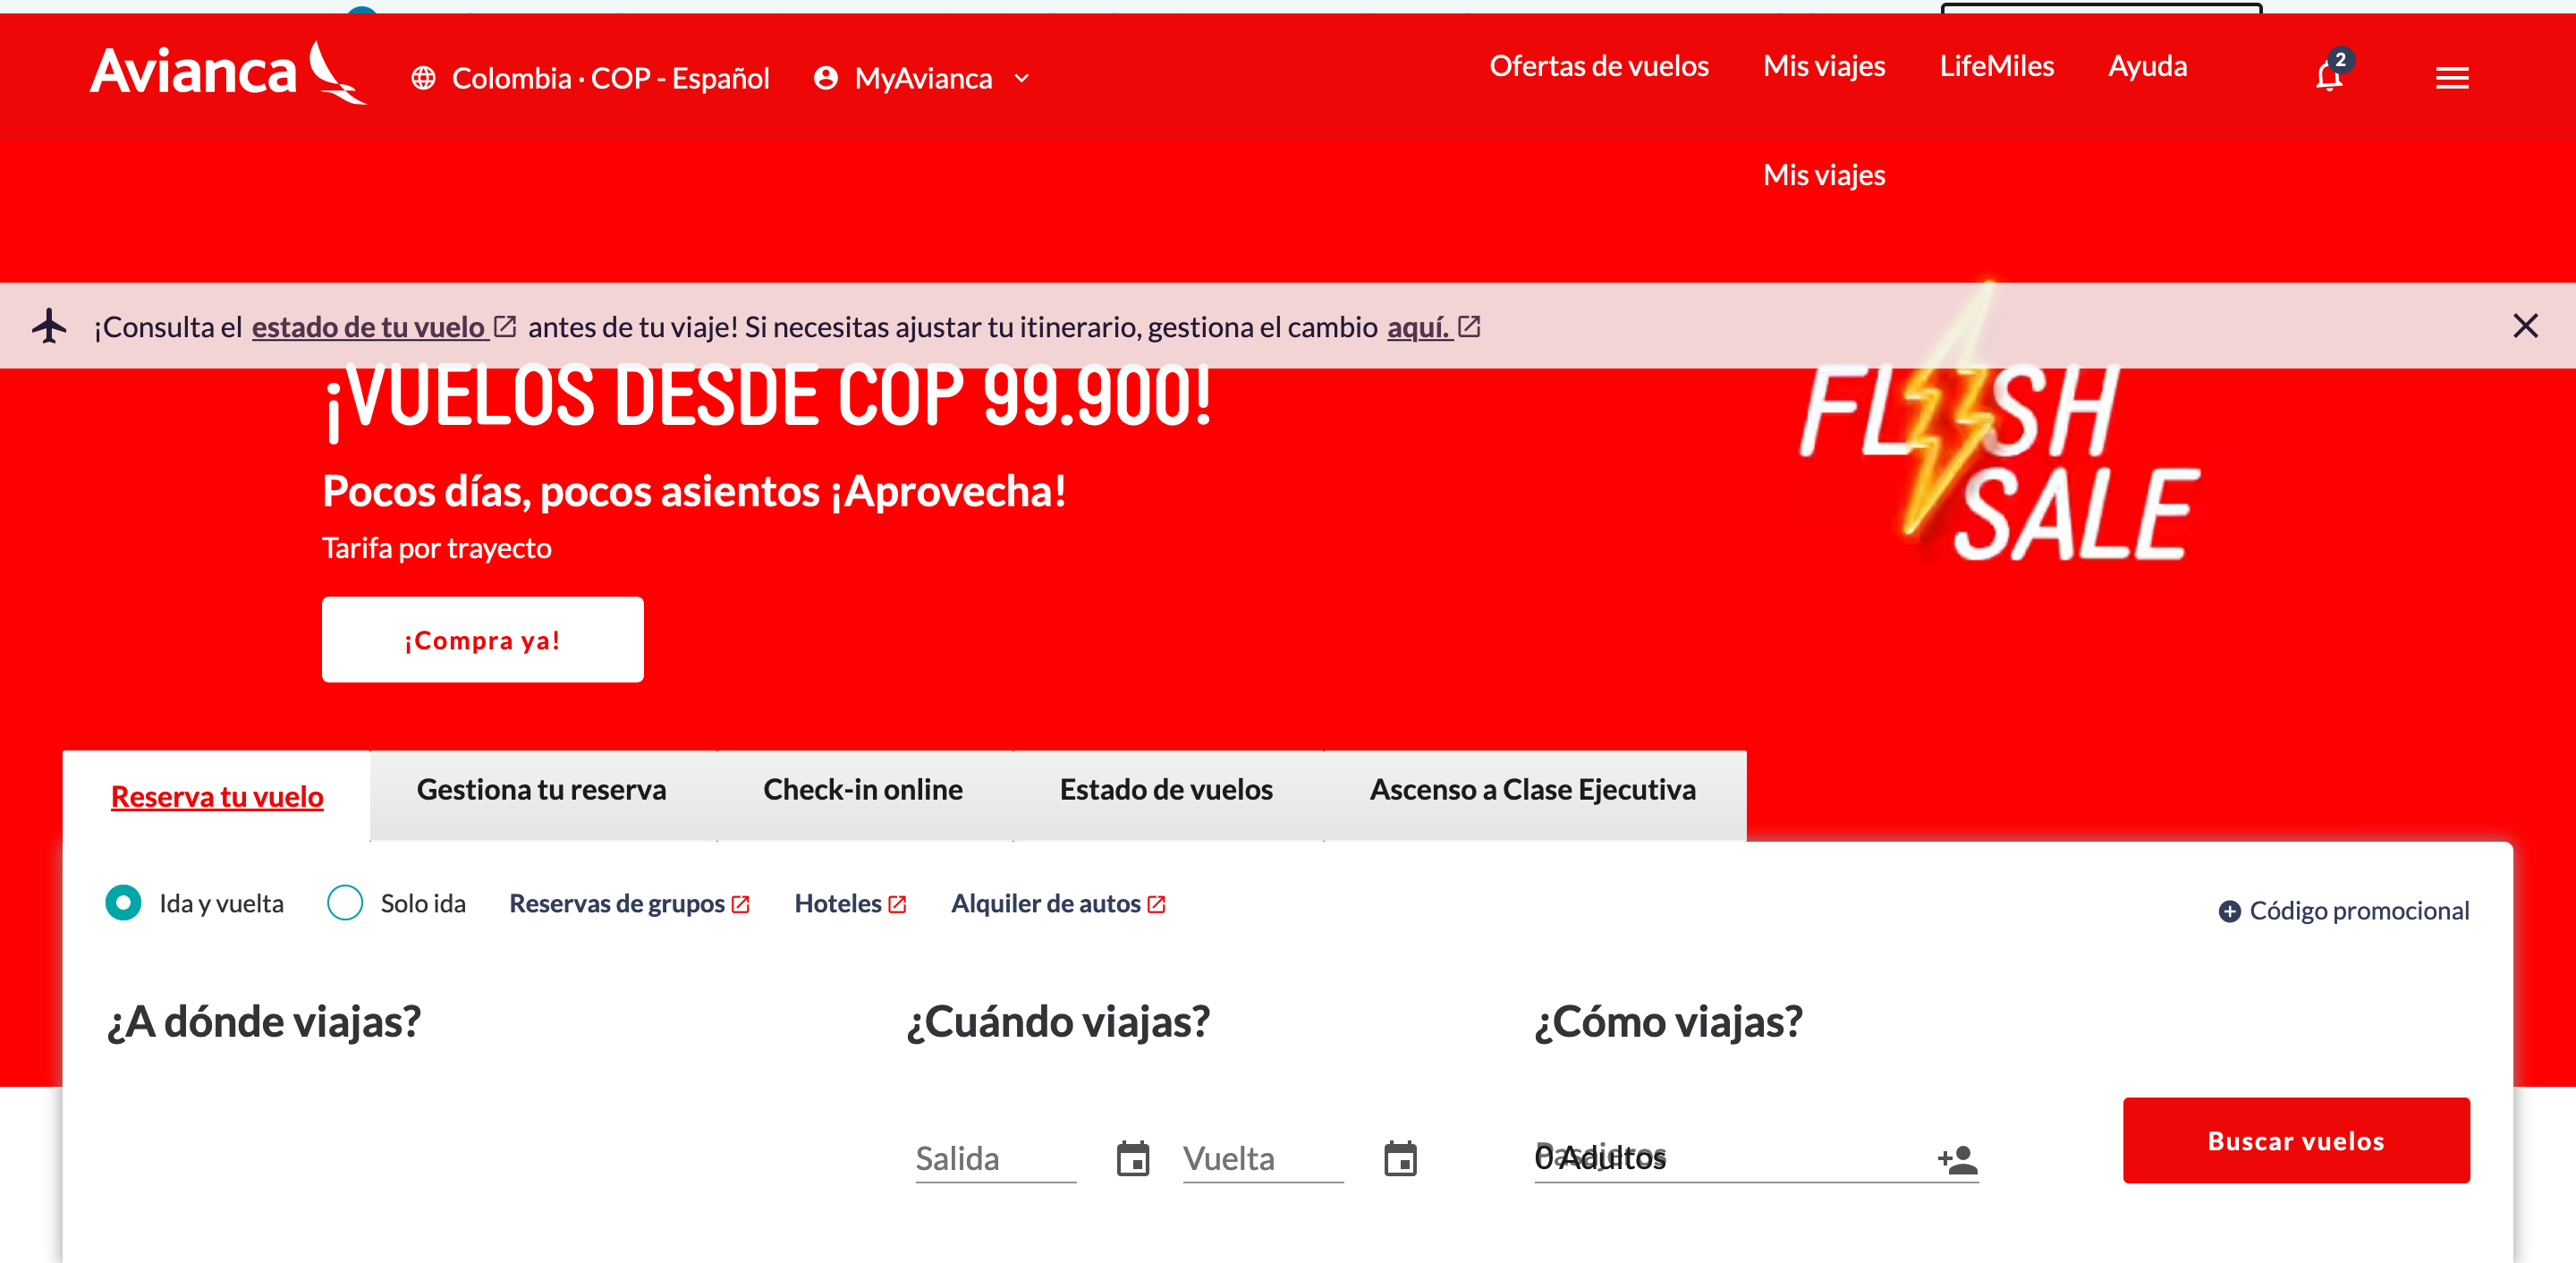 Avianca
Colombia · COP - Español
MyAvianca
Ofertas de vuelos
Mis viajes
LifeMiles
Ayuda
2
Mis viajes
¡Consulta el estado de tu vuelo antes de tu viaje! Si necesitas ajustar tu itinerario, gestiona el cambio aquí.
¡VUELOS DESDE COP 99.900!
Pocos días, pocos asientos ¡Aprovecha!
Tarifa por trayecto
¡Compra ya!
FLASH
SALE
Reserva tu vuelo
Gestiona tu reserva
Check-in online
Estado de vuelos
Ascenso a Clase Ejecutiva
Ida y vuelta
Solo ida
Reservas de grupos
Hoteles
Alquiler de autos
Código promocional
¿A dónde viajas?
¿Cuándo viajas?
¿Cómo viajas?
Salida
Vuelta
Pasajeros
0 Adultos
Buscar vuelos